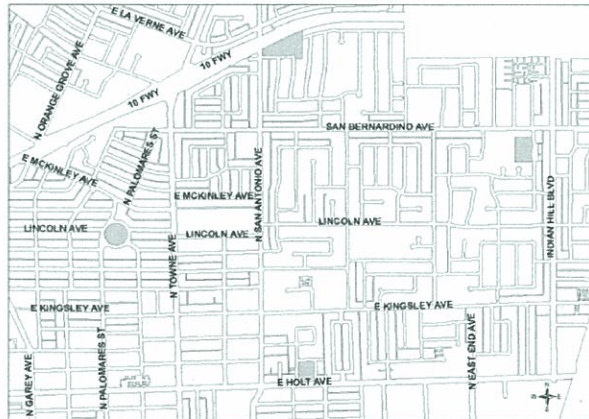 E LA VERNE AVE
N ORANGE GROVE AVE
10 FWY
10 FWY
N PALOMARES ST
SAN BERNARDINO AVE
E MCKINLEY AVE
E MCKINLEY AVE
N SAN ANTONIO AVE
INDIAN HILL BLVD
LINCOLN AVE
LINCOLN AVE
LINCOLN AVE
N TOWNE AVE
E KINGSLEY AVE
E KINGSLEY AVE
N GAREY AVE
N PALOMARES ST
N EAST END AVE
E HOLT AVE